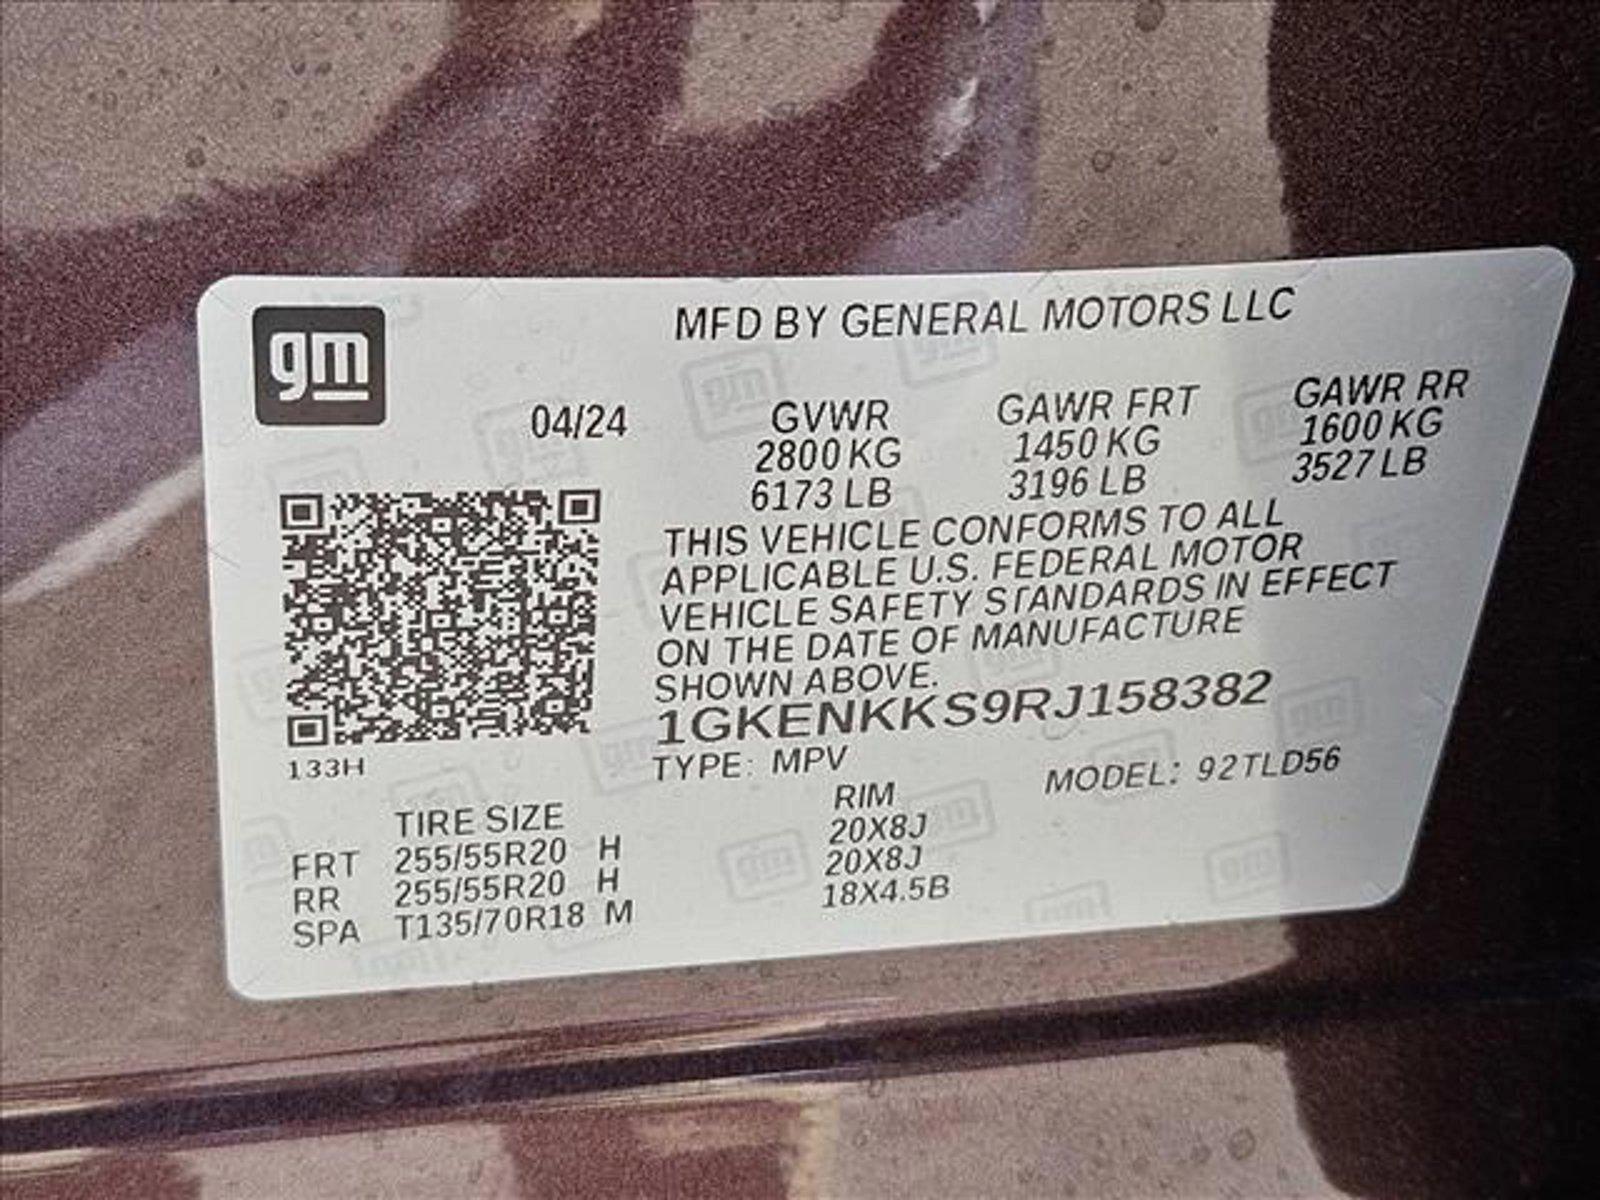 gm
MFD BY GENERAL MOTORS LLC
04/24 GVWR GAWR FRT GAWR RR
2800 KG 1450 KG 1600 KG
6173 LB 3196 LB 3527 LB
THIS VEHICLE CONFORMS TO ALL
APPLICABLE U.S. FEDERAL MOTOR
VEHICLE SAFETY STANDARDS IN EFFECT
ON THE DATE OF MANUFACTURE
SHOWN ABOVE.
1GKENKKS9RJ158382
133H
TYPE: MPV MODEL: 92TLD56
TIRE SIZE RIM
FRT 255/55R20 H 20X8J
RR 255/55R20 H 20X8J
SPA T135/70R18 M 18X4.5B